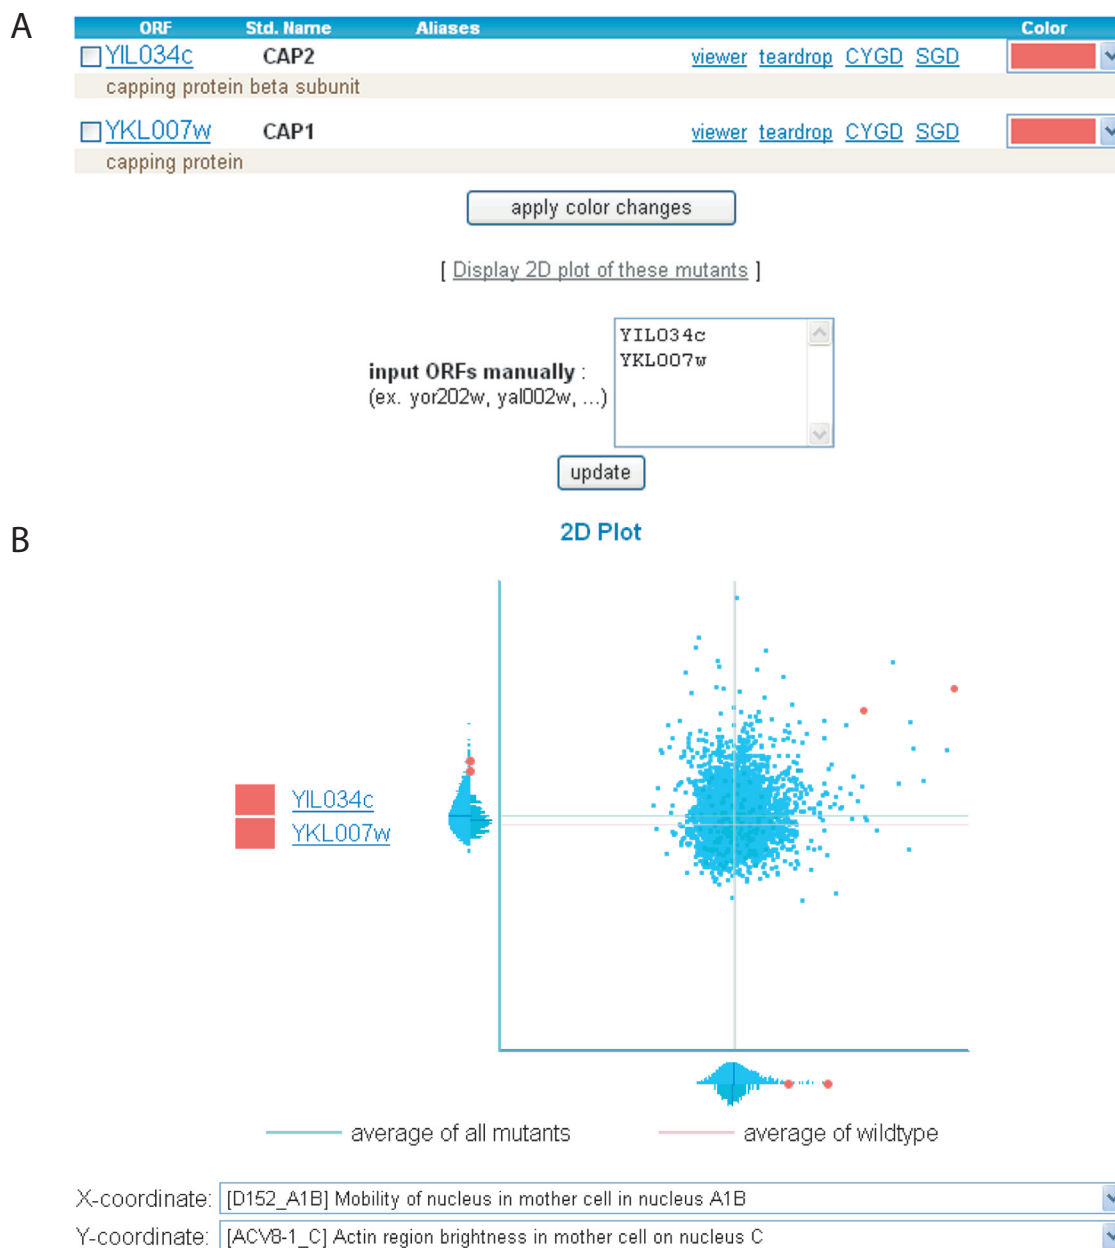 A
ORF Std. Name Aliases Color
YIL034c CAP2 viewer teardrop CYGD SGD
capping protein beta subunit
YKL007w CAP1 viewer teardrop CYGD SGD
capping protein
apply color changes
[ Display 2D plot of these mutants ]
input ORFs manually :
(ex. yor202w, yal002w, ...)
YIL034c
YKL007w
update
B
2D Plot
YIL034c
YKL007w
average of all mutants average of wildtype
X-coordinate: [D152_A1B] Mobility of nucleus in mother cell in nucleus A1B
Y-coordinate: [ACV8-1_C] Actin region brightness in mother cell on nucleus C